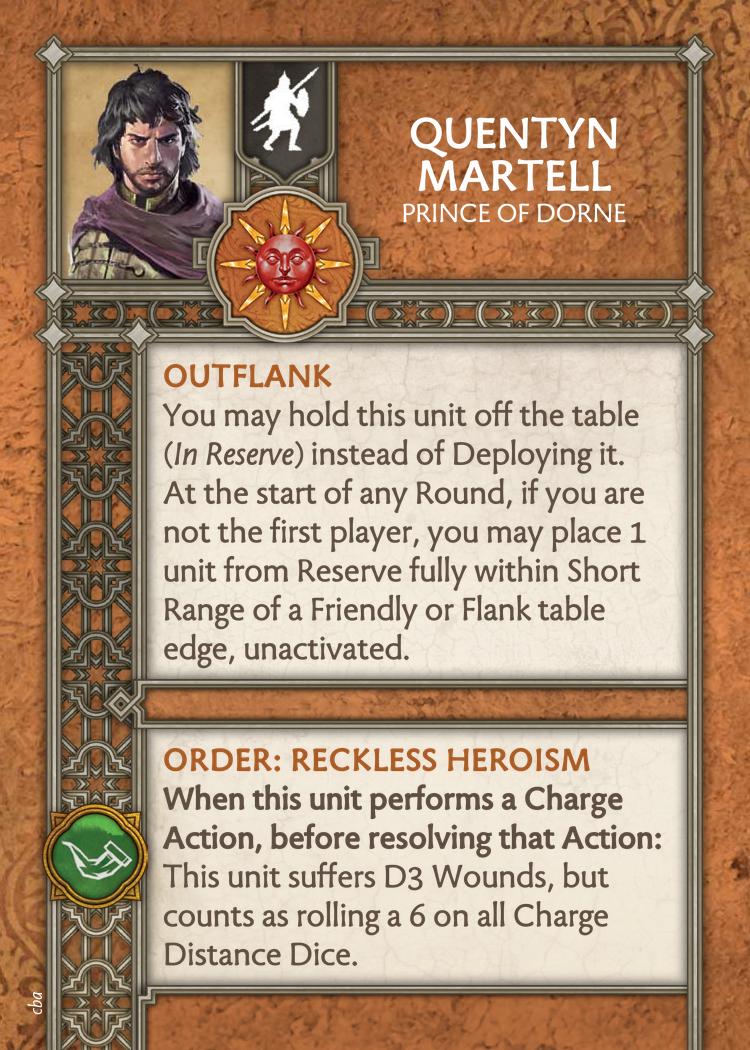 QUENTYN
MARTELL
PRINCE OF DORNE
OUTFLANK
You may hold this unit off the table
(In Reserve) instead of Deploying it.
At the start of any Round, if you are
not the first player, you may place 1
unit from Reserve fully within Short
Range of a Friendly or Flank table
edge, unactivated.
ORDER: RECKLESS HEROISM
When this unit performs a Charge
Action, before resolving that Action:
This unit suffers D3 Wounds, but
counts as rolling a 6 on all Charge
Distance Dice.
cba